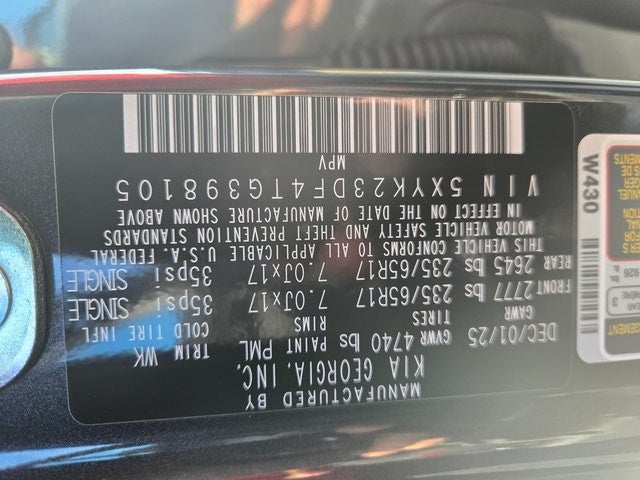 MANUFACTURED BY
KIA GEORGIA, INC.
DEC/01/25 GVWR 4740 lbs PAINT PML TRIM WK
GAWR TIRES RIMS COLD TIRE INFL
FRONT 2777 lbs 235/65R17 7.0Jx17 35psi SINGLE
REAR 2645 lbs 235/65R17 7.0Jx17 35psi SINGLE
THIS VEHICLE CONFORMS TO ALL APPLICABLE U.S.A. FEDERAL
MOTOR VEHICLE SAFETY AND THEFT PREVENTION STANDARDS
IN EFFECT ON THE DATE OF MANUFACTURE SHOWN ABOVE
VIN 5XYK23DF4TG398105
MPV
W430